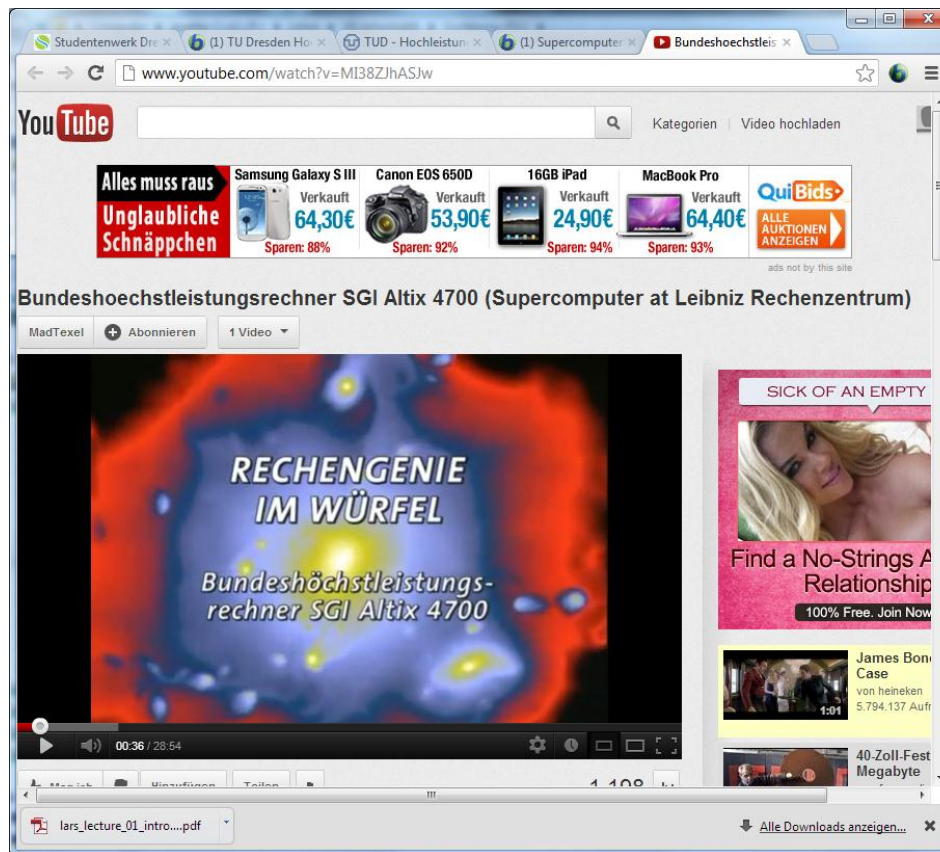 Studentenwerk Dre
(1) TU Dresden Ho
TUD - Hochleistun
(1) Supercomputer
Bundeshoechstleis
www.youtube.com/watch?v=MI38ZJhASJw
YouTube
Kategorien | Video hochladen
Alles muss raus
Unglaubliche
Schnäppchen
Samsung Galaxy S III
Verkauft
64,30€
Sparen: 88%
Canon EOS 650D
Verkauft
53,90€
Sparen: 92%
16GB iPad
Verkauft
24,90€
Sparen: 94%
MacBook Pro
Verkauft
64,40€
Sparen: 93%
QuiBids
ALLE
AUKTIONEN
ANZEIGEN
ads not by this site
Bundeshoechstleistungsrechner SGI Altix 4700 (Supercomputer at Leibniz Rechenzentrum)
MadTexel
Abonnieren
1 Video
RECHENGENIE
IM WÜRFEL
Bundeshöchstleistungs-
rechner SGI Altix 4700
00:36 / 28:54
Mag ich
Hinzufügen
Teilen
1.198
SICK OF AN EMPTY
Find a No-Strings A
Relationship
100% Free. Join Now
1:01
James Bon
Case
von heineken
5.794.137 Aufr
40-Zoll-Fest
Megabyte
lars_lecture_01_intro....pdf
Alle Downloads anzeigen...